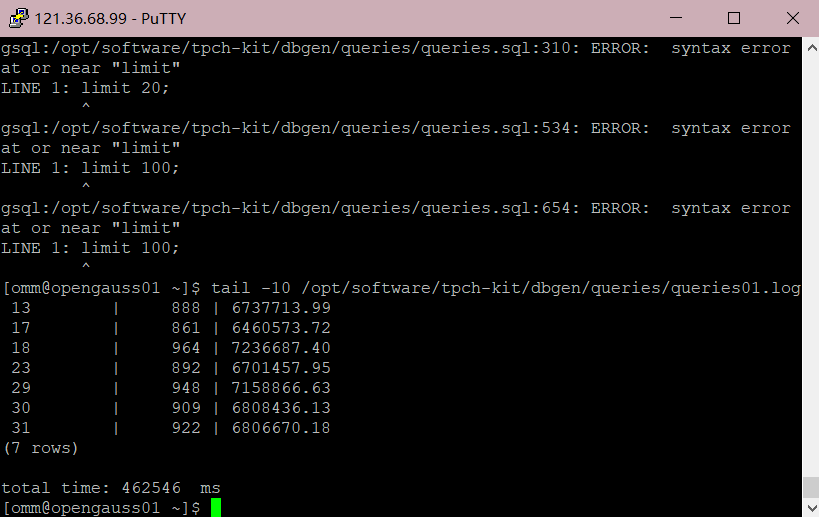 121.36.68.99 - PuTTY
gsql:/opt/software/tpch-kit/dbgen/queries/queries.sql:310: ERROR:  syntax error
at or near "limit"
LINE 1: limit 20;
        ^
gsql:/opt/software/tpch-kit/dbgen/queries/queries.sql:534: ERROR:  syntax error
at or near "limit"
LINE 1: limit 100;
        ^
gsql:/opt/software/tpch-kit/dbgen/queries/queries.sql:654: ERROR:  syntax error
at or near "limit"
LINE 1: limit 100;
        ^
[omm@opengauss01 ~]$ tail -10 /opt/software/tpch-kit/dbgen/queries/queries01.log
 13        |     888 | 6737713.99
 17        |     861 | 6460573.72
 18        |     964 | 7236687.40
 23        |     892 | 6701457.95
 29        |     948 | 7158866.63
 30        |     909 | 6808436.13
 31        |     922 | 6806670.18
(7 rows)

total time: 462546  ms
[omm@opengauss01 ~]$